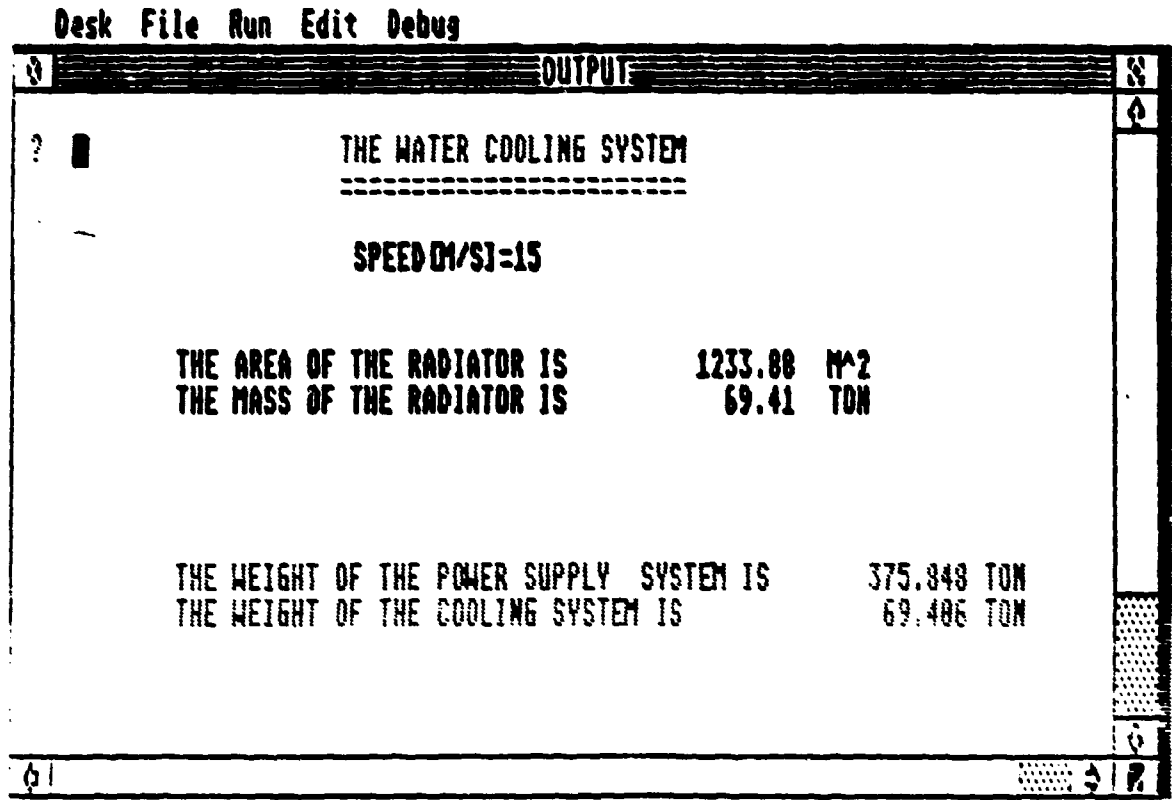 Desk File Run Edit Debug
OUTPUT
? THE WATER COOLING SYSTEM
========================
SPEED[M/S]=15
THE AREA OF THE RADIATOR IS 1233.88 M^2
THE MASS OF THE RADIATOR IS 69.41 TON
THE WEIGHT OF THE POWER SUPPLY SYSTEM IS 375.848 TON
THE WEIGHT OF THE COOLING SYSTEM IS 69.406 TON